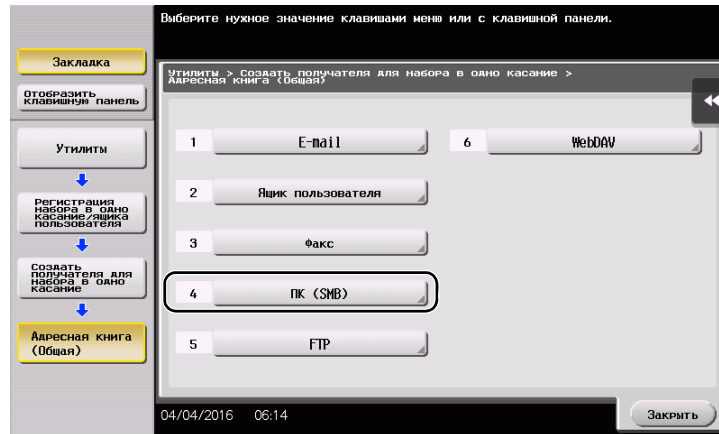 Выберите нужное значение клавишами меню или с клавишной панели.
Закладка
Отобразить
клавишную панель
Утилиты
Регистрация
набора в одно
касание/ящика
пользователя
Создать
получателя для
набора в одно
касание
Адресная книга
(Общая)
Утилиты > Создать получателя для набора в одно касание >
Адресная книга (Общая)
1 E-mail
6 WebDAV
2 Ящик пользователя
3 Факс
4 ПК (SMB)
5 FTP
04/04/2016 06:14
Закрыть